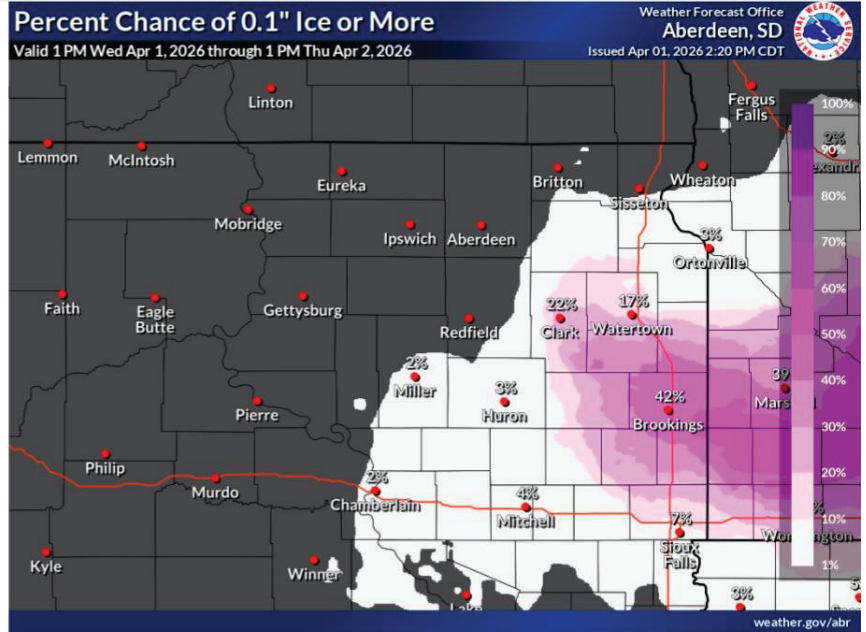 Percent Chance of 0.1" Ice or More
Valid 1 PM Wed Apr 1, 2026 through 1 PM Thu Apr 2, 2026
Weather Forecast Office
Aberdeen, SD
Issued Apr 01, 2026 2:20 PM CDT
NATIONAL WEATHER SERVICE
Linton
Fergus
Falls
100%
2%
Lemmon
McIntosh
90%
Eureka
Britton
Wheaton
Sisseton
80%
Mobridge
Ipswich
Aberdeen
3%
Ortonville
70%
60%
Faith
Eagle
Butte
Gettysburg
Redfield
22%
Clark
17%
Watertown
50%
2%
Miller
3%
Huron
42%
Brookings
39
40%
Pierre
30%
Philip
Murdo
2%
Chamberlain
4%
Mitchell
7%
Sioux
Falls
20%
10%
Kyle
Winner
1%
Lake
3%
weather.gov/abr